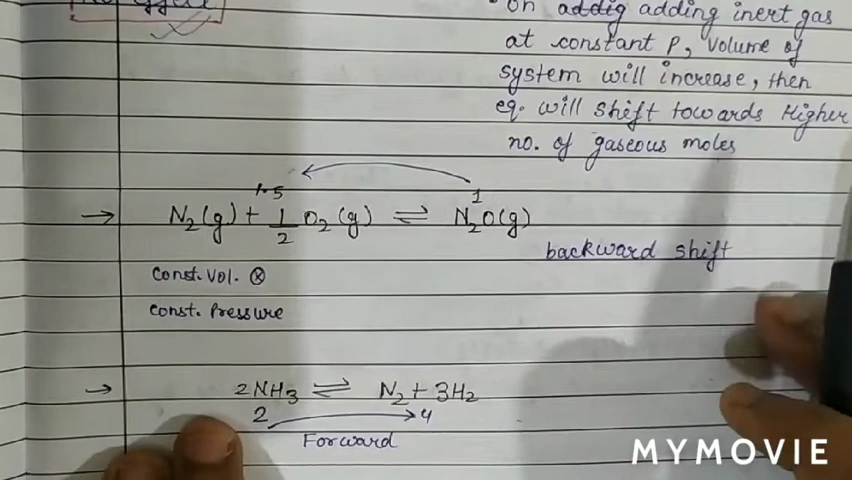 No effect
• on addig adding inert gas
at constant P, volume of
system will increase, then
eq. will shift towards Higher
no. of gaseous moles
1.5 1
→ N2(g) + 1/2 O2(g) ⇌ N2O(g)
backward shift
Const. Vol. ⊗
Const. Pressure
→ 2NH3 ⇌ N2 + 3H2
2 → 4
Forward
MYMOVIE